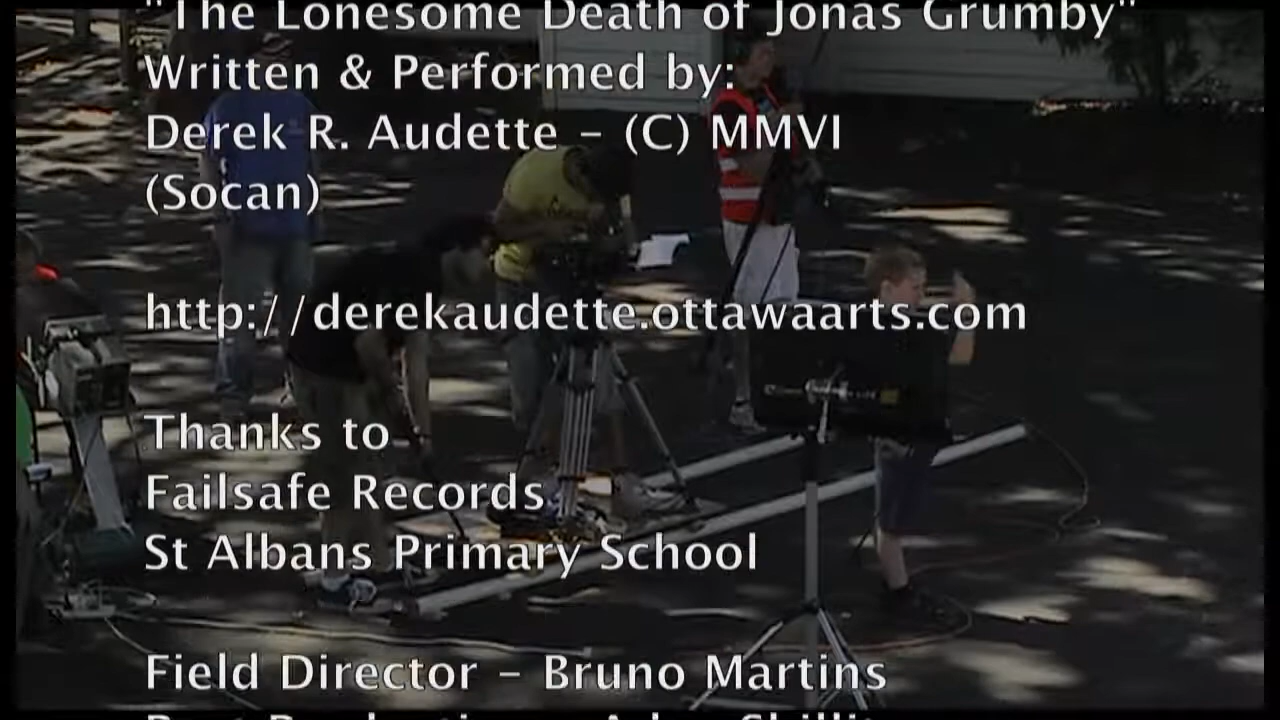 "The Lonesome Death of Jonas Grumby"
Written & Performed by:
Derek R. Audette – (C) MMVI
(Socan)
http://derekaudette.ottawaarts.com
Thanks to
Failsafe Records
St Albans Primary School
Field Director – Bruno Martins